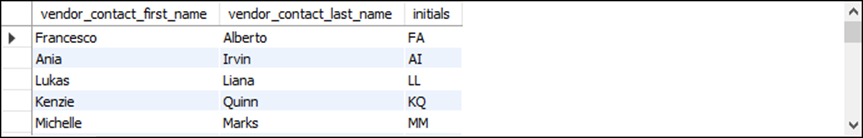 vendor_contact_first_name vendor_contact_last_name initials
Francesco Alberto FA
Ania Irvin AI
Lukas Liana LL
Kenzie Quinn KQ
Michelle Marks MM